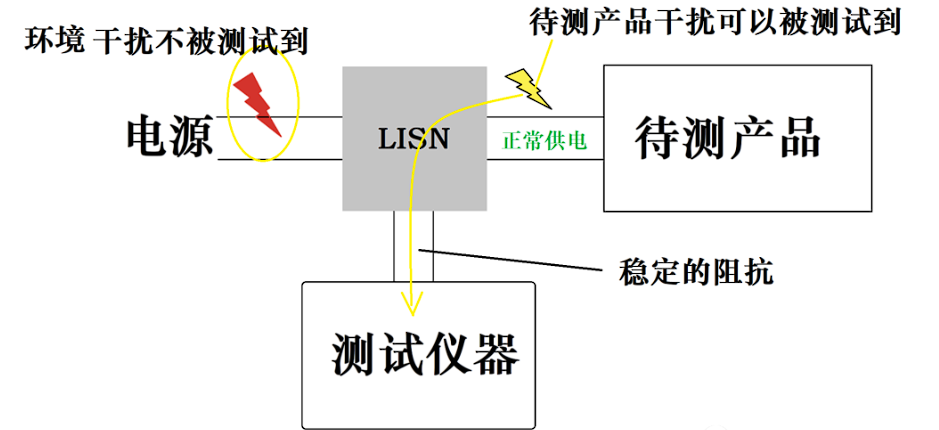 待测产品干扰可以被测试到
环境 干扰不被测试到
电源
LISN
正常供电
待测产品
稳定的阻抗
测试仪器